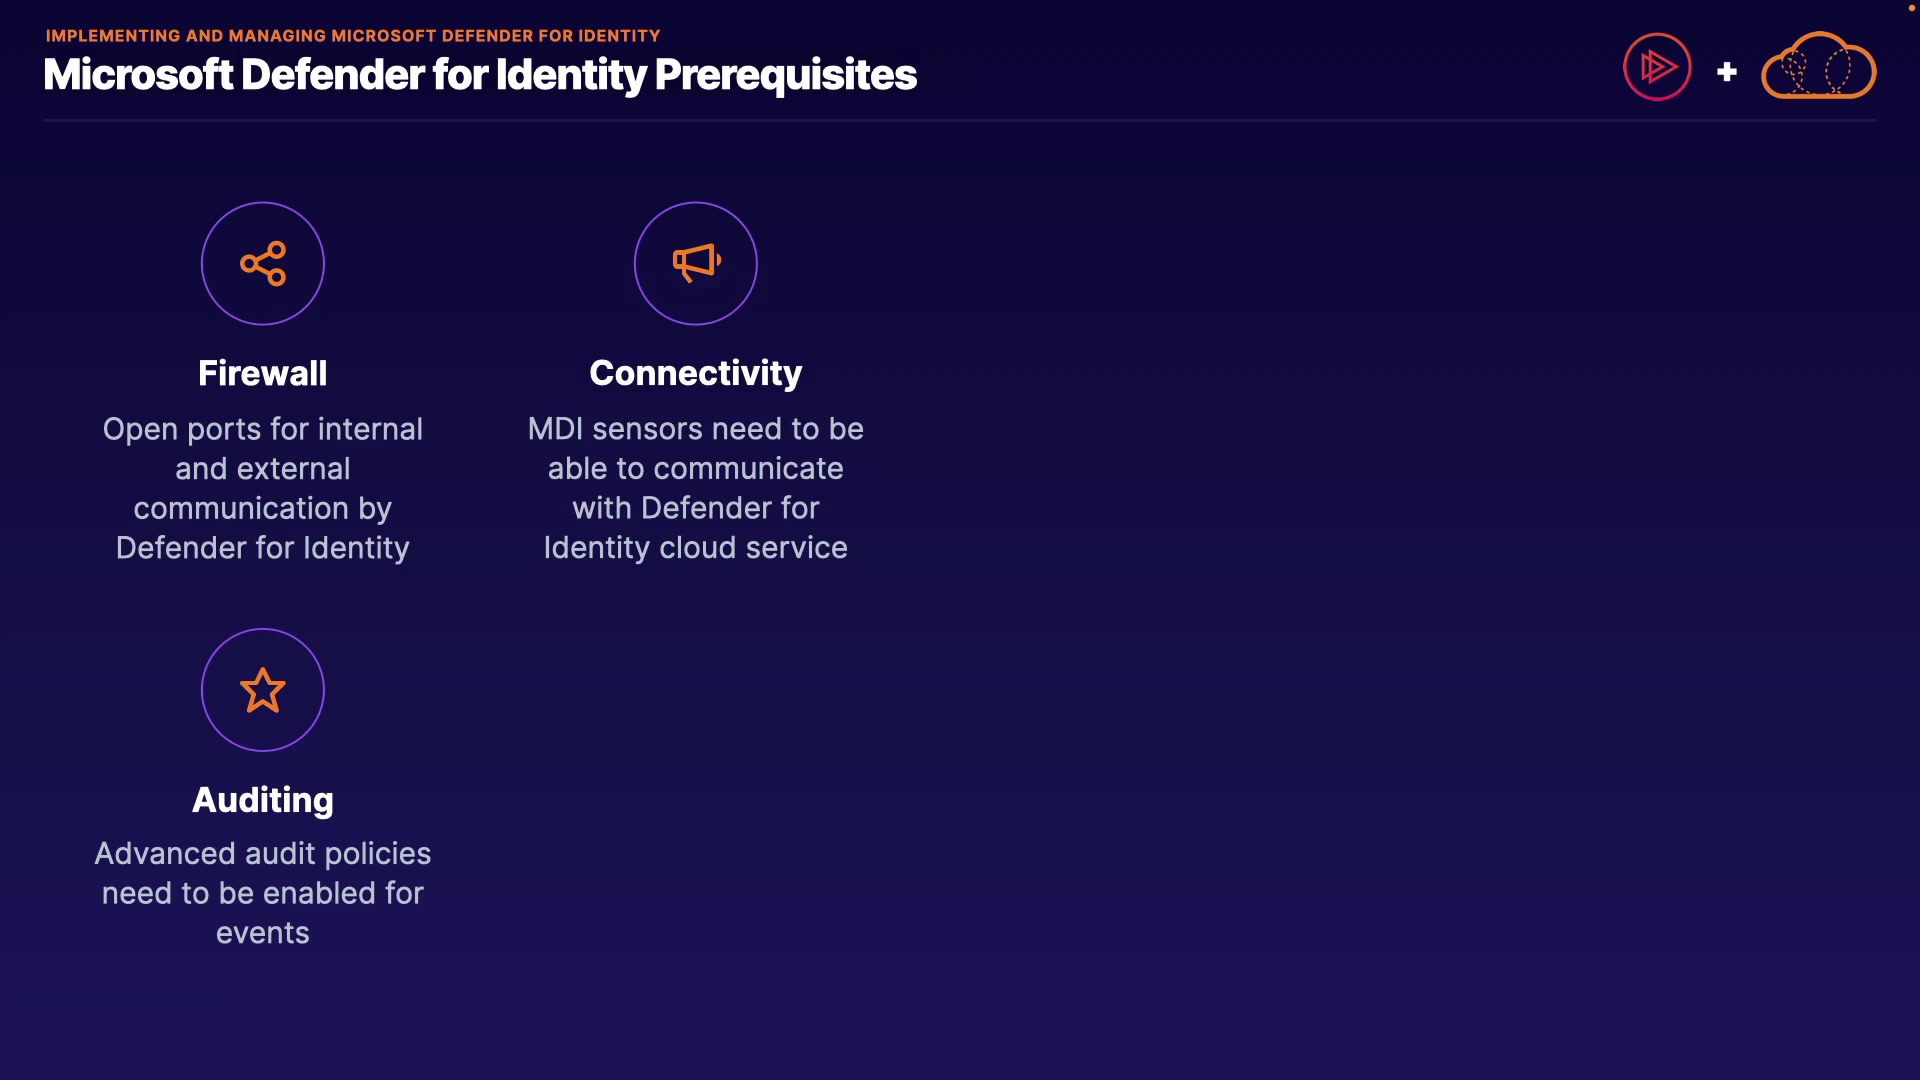 IMPLEMENTING AND MANAGING MICROSOFT DEFENDER FOR IDENTITY
Microsoft Defender for Identity Prerequisites
Firewall
Open ports for internal
and external
communication by
Defender for Identity
Connectivity
MDI sensors need to be
able to communicate
with Defender for
Identity cloud service
Auditing
Advanced audit policies
need to be enabled for
events